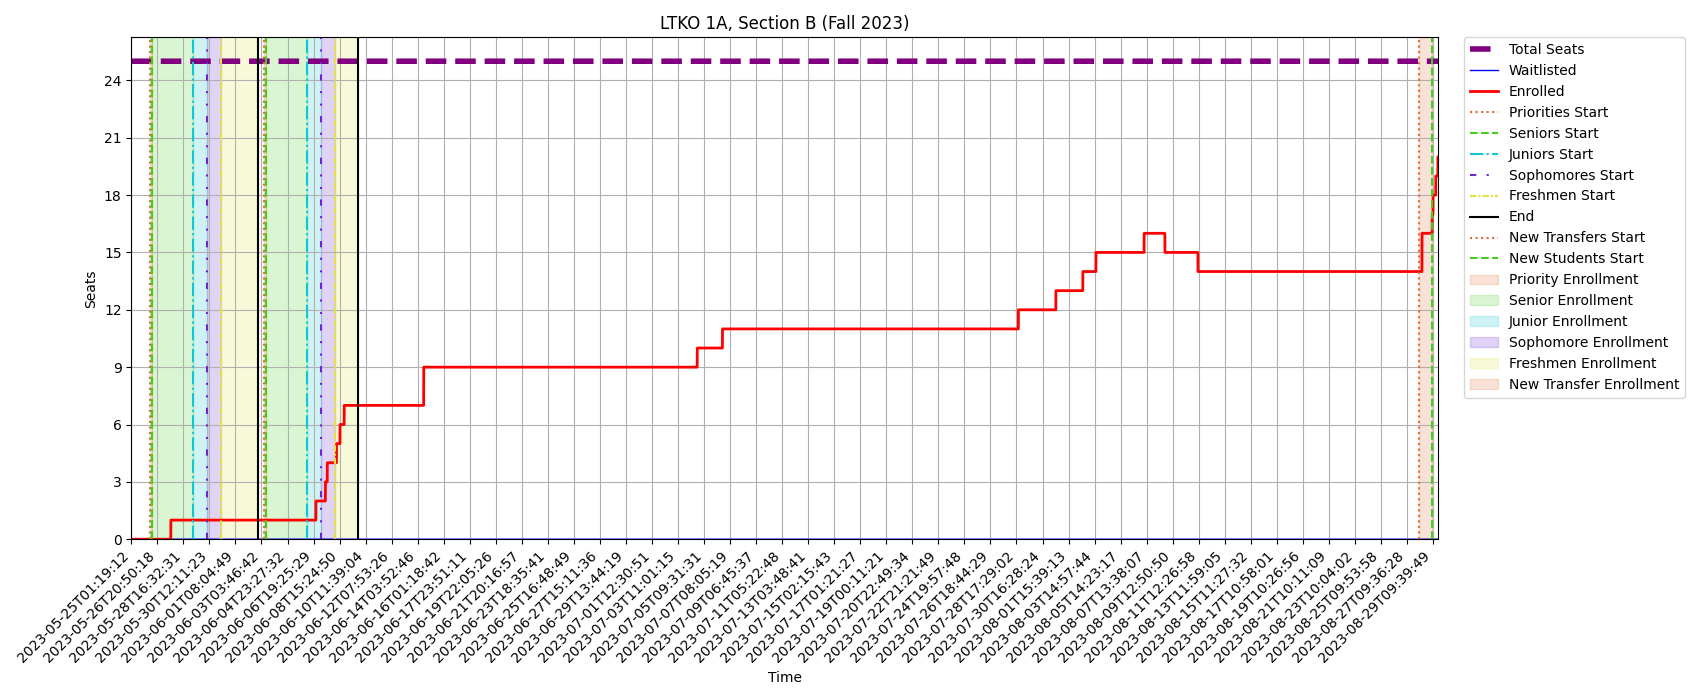 LTKO 1A, Section B (Fall 2023)
Seats
24
21
18
15
12
9
6
3
0
2023-05-25T01:19:12
2023-05-26T20:50:18
2023-05-28T16:32:31
2023-05-30T12:11:23
2023-06-01T08:04:49
2023-06-03T03:46:42
2023-06-04T23:27:32
2023-06-06T19:25:29
2023-06-08T15:24:50
2023-06-10T11:39:04
2023-06-12T07:53:26
2023-06-14T03:52:46
2023-06-16T01:18:42
2023-06-17T23:51:11
2023-06-19T22:05:26
2023-06-21T20:16:57
2023-06-23T18:35:41
2023-06-25T16:48:49
2023-06-27T15:11:36
2023-06-29T13:44:19
2023-07-01T12:30:51
2023-07-03T11:01:15
2023-07-05T09:31:31
2023-07-07T08:05:19
2023-07-09T06:45:37
2023-07-11T05:22:48
2023-07-13T03:48:41
2023-07-15T02:15:43
2023-07-17T01:21:27
2023-07-19T00:11:21
2023-07-20T22:49:34
2023-07-22T21:21:49
2023-07-24T19:57:48
2023-07-26T18:44:29
2023-07-28T17:29:02
2023-07-30T16:28:24
2023-08-01T15:39:13
2023-08-03T14:57:44
2023-08-05T14:23:17
2023-08-07T13:38:07
2023-08-09T12:50:50
2023-08-11T12:26:58
2023-08-13T11:59:05
2023-08-15T11:27:32
2023-08-17T10:58:01
2023-08-19T10:26:56
2023-08-21T10:11:09
2023-08-23T10:04:02
2023-08-25T09:53:58
2023-08-27T09:36:28
2023-08-29T09:39:49
Time
Total Seats
Waitlisted
Enrolled
Priorities Start
Seniors Start
Juniors Start
Sophomores Start
Freshmen Start
End
New Transfers Start
New Students Start
Priority Enrollment
Senior Enrollment
Junior Enrollment
Sophomore Enrollment
Freshmen Enrollment
New Transfer Enrollment